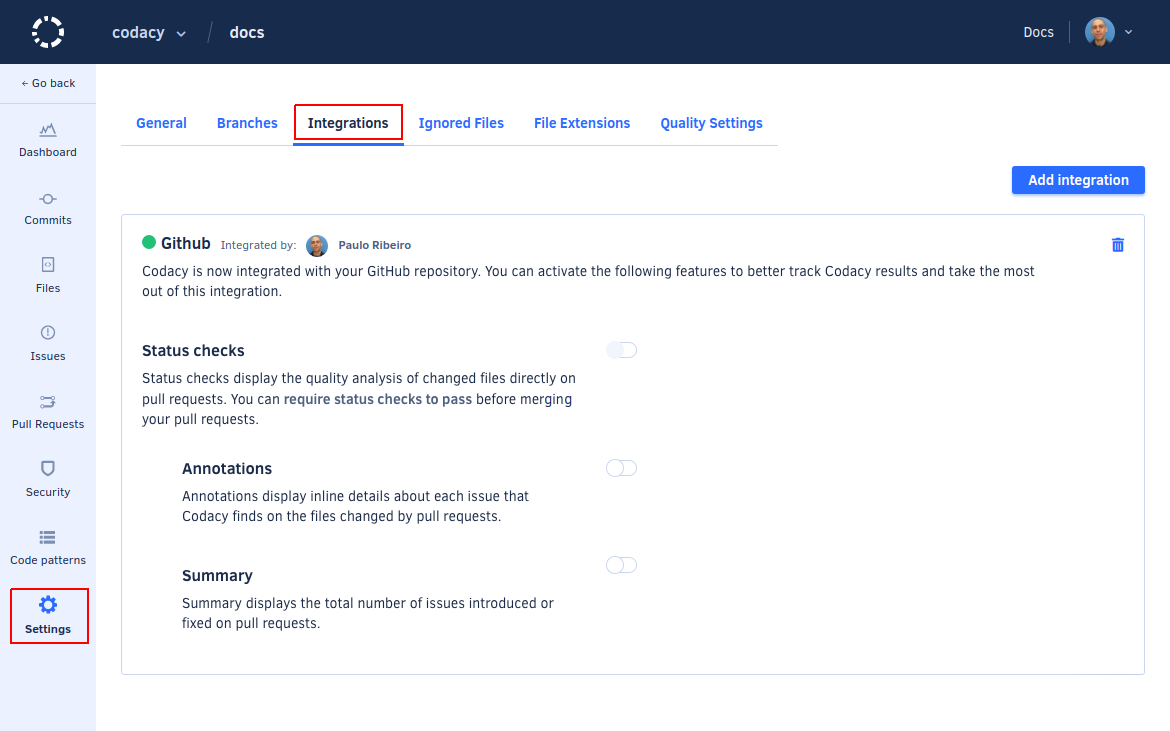 codacy / docs
Docs
← Go back
Dashboard
Commits
Files
Issues
Pull Requests
Security
Code patterns
Settings
General Branches Integrations Ignored Files File Extensions Quality Settings
Add integration
Github Integrated by: Paulo Ribeiro
Codacy is now integrated with your GitHub repository. You can activate the following features to better track Codacy results and take the most
out of this integration.
Status checks
Status checks display the quality analysis of changed files directly on
pull requests. You can require status checks to pass before merging
your pull requests.
Annotations
Annotations display inline details about each issue that
Codacy finds on the files changed by pull requests.
Summary
Summary displays the total number of issues introduced or
fixed on pull requests.